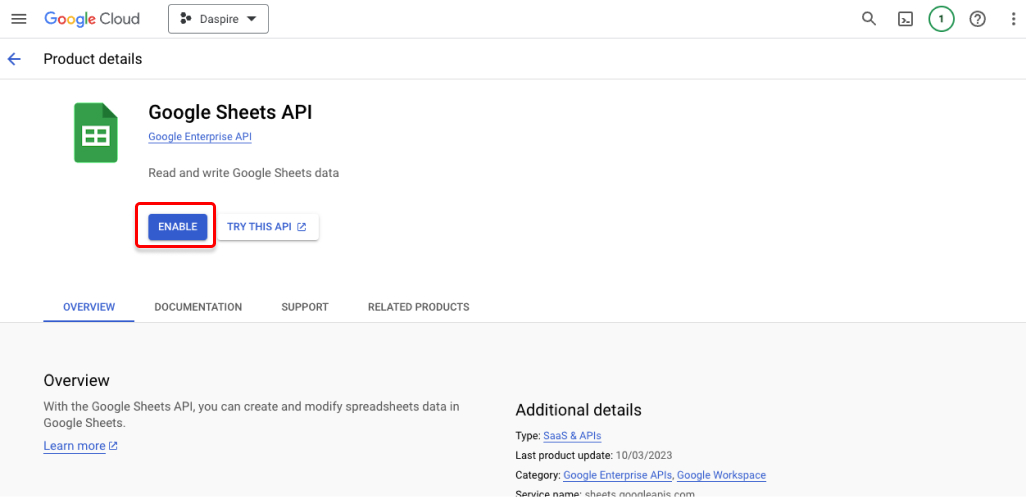 Google Cloud
Daspire
1
Product details
Google Sheets API
Google Enterprise API
Read and write Google Sheets data
ENABLE
TRY THIS API
OVERVIEW DOCUMENTATION SUPPORT RELATED PRODUCTS
Overview
With the Google Sheets API, you can create and modify spreadsheets data in
Google Sheets.
Learn more
Additional details
Type: SaaS & APIs
Last product update: 10/03/2023
Category: Google Enterprise APIs, Google Workspace
Service name: sheets.googleapis.com